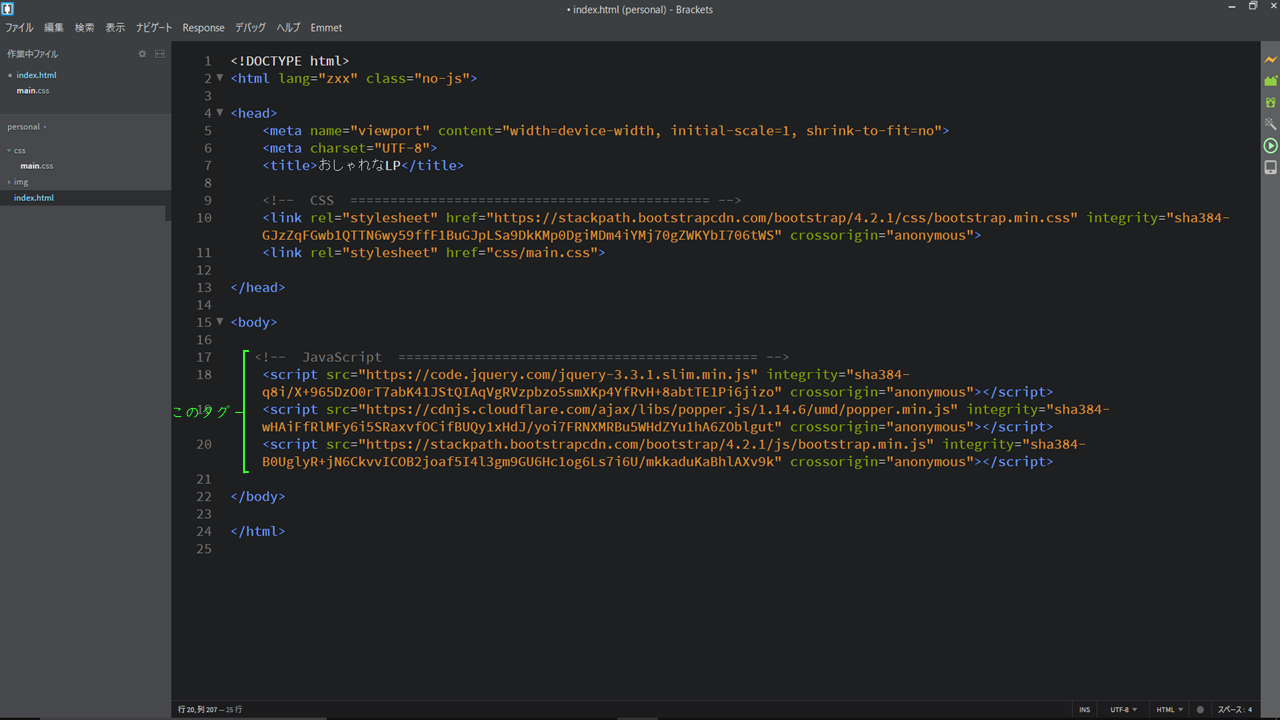 • index.html (personal) - Brackets
ファイル 編集 検索 表示 ナビゲート Response デバッグ ヘルプ Emmet
作業中ファイル
• index.html
main.css
personal
css
main.css
img
index.html
1 <!DOCTYPE html>
2 <html lang="zxx" class="no-js">
3
4 <head>
5 <meta name="viewport" content="width=device-width, initial-scale=1, shrink-to-fit=no">
6 <meta charset="UTF-8">
7 <title>おしゃれなLP</title>
8
9 <!-- CSS ============================================= -->
10 <link rel="stylesheet" href="https://stackpath.bootstrapcdn.com/bootstrap/4.2.1/css/bootstrap.min.css" integrity="sha384-
GJzZqFGwb1QTTN6wy59ffF1BuGJpLSa9DkKMp0DgiMDm4iYMj70gZWKYbI706tWS" crossorigin="anonymous">
11 <link rel="stylesheet" href="css/main.css">
12
13 </head>
14
15 <body>
16
17 <!-- JavaScript ============================================= -->
18 <script src="https://code.jquery.com/jquery-3.3.1.slim.min.js" integrity="sha384-
q8i/X+965DzO0rT7abK41JStQIAqVgRVzpbzo5smXKp4YfRvH+8abtTE1Pi6jizo" crossorigin="anonymous"></script>
このタグ
19 <script src="https://cdnjs.cloudflare.com/ajax/libs/popper.js/1.14.6/umd/popper.min.js" integrity="sha384-
wHAiFfRlMFy6i5SRaxvfOCifBUQy1xHdJ/yoi7FRNXMRBu5WHdZYu1hA6ZOblgut" crossorigin="anonymous"></script>
20 <script src="https://stackpath.bootstrapcdn.com/bootstrap/4.2.1/js/bootstrap.min.js" integrity="sha384-
B0UglyR+jN6CkvvICOB2joaf5I4l3gm9GU6Hc1og6Ls7i6U/mkkaduKaBhlAXv9k" crossorigin="anonymous"></script>
21
22 </body>
23
24 </html>
25
行 20, 列 207 — 25 行
INS UTF-8 HTML スペース: 4